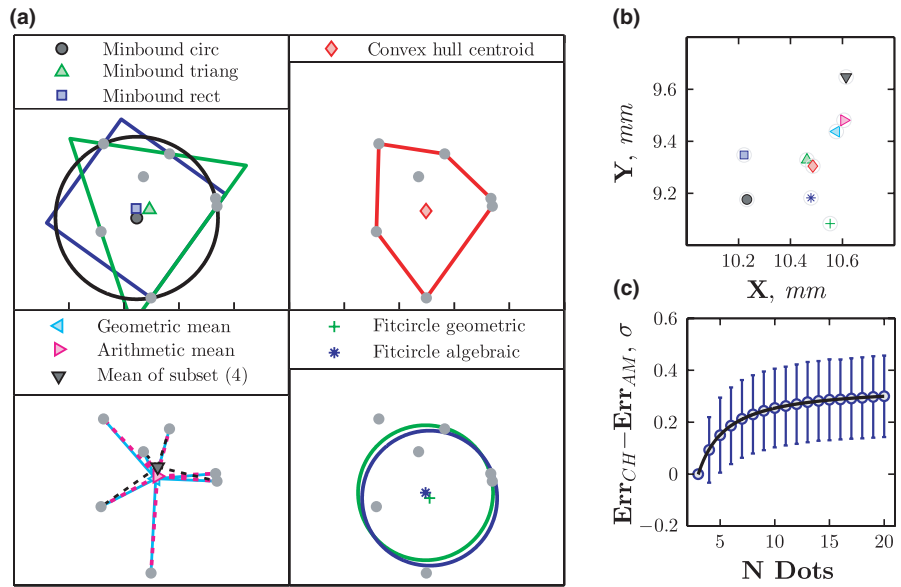 (a)
Minbound circ
Minbound triang
Minbound rect
Convex hull centroid
Geometric mean
Arithmetic mean
Mean of subset (4)
Fitcircle geometric
Fitcircle algebraic
(b)
Y, mm
9.6
9.4
9.2
10.2 10.4 10.6
X, mm
(c)
Err_CH−Err_AM, σ
0.6
0.4
0.2
0
−0.2
5 10 15 20
N Dots